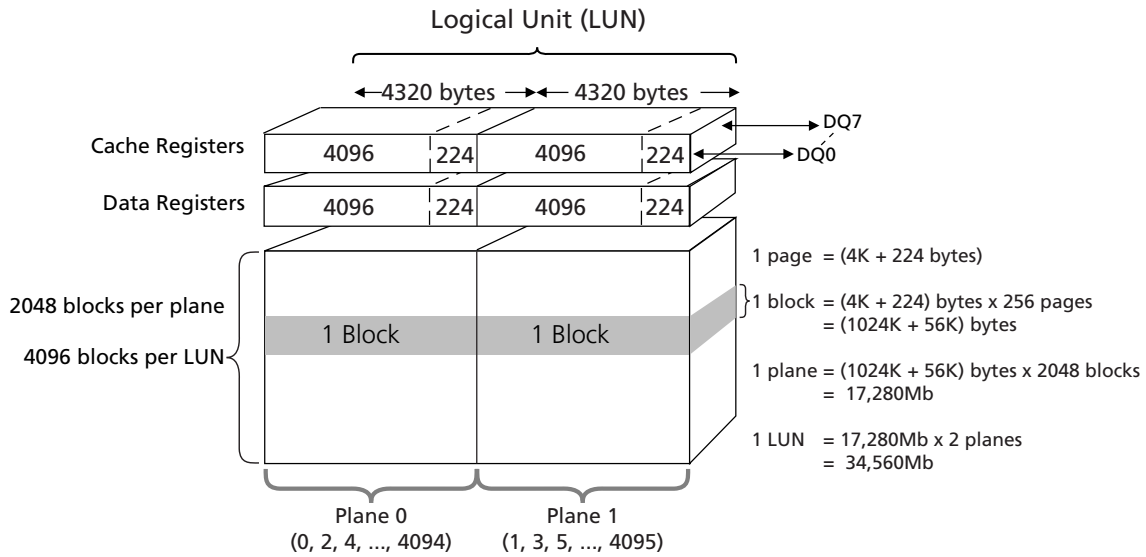 Logical Unit (LUN)
4320 bytes
4320 bytes
Cache Registers
4096
224
4096
224
DQ7
DQ0
Data Registers
4096
224
4096
224
2048 blocks per plane
4096 blocks per LUN
1 Block
1 Block
1 page = (4K + 224 bytes)
1 block = (4K + 224) bytes x 256 pages
= (1024K + 56K) bytes
1 plane = (1024K + 56K) bytes x 2048 blocks
= 17,280Mb
1 LUN = 17,280Mb x 2 planes
= 34,560Mb
Plane 0
(0, 2, 4, ..., 4094)
Plane 1
(1, 3, 5, ..., 4095)